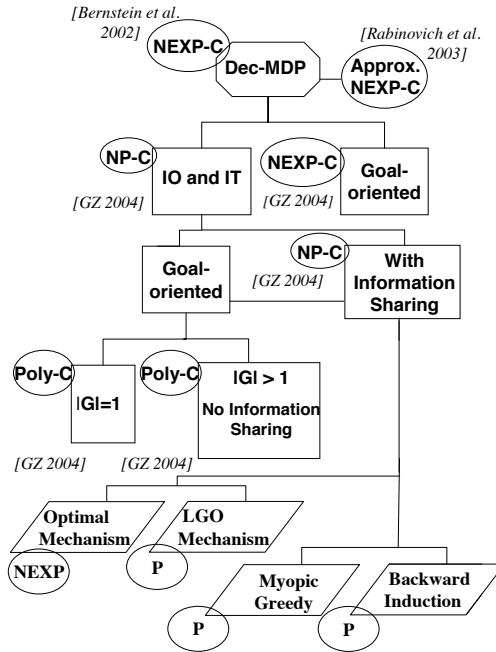 [Bernstein et al.
2002]
[Rabinovich et al.
2003]
NEXP-C
Dec-MDP
Approx.
NEXP-C
NP-C
IO and IT
[GZ 2004]
NEXP-C
Goal-
oriented
[GZ 2004]
Goal-
oriented
NP-C
[GZ 2004]
With
Information
Sharing
Poly-C
|G|=1
Poly-C
|G| > 1
No Information
Sharing
[GZ 2004]
[GZ 2004]
Optimal
Mechanism
NEXP
LGO
Mechanism
P
Myopic
Greedy
P
Backward
Induction
P